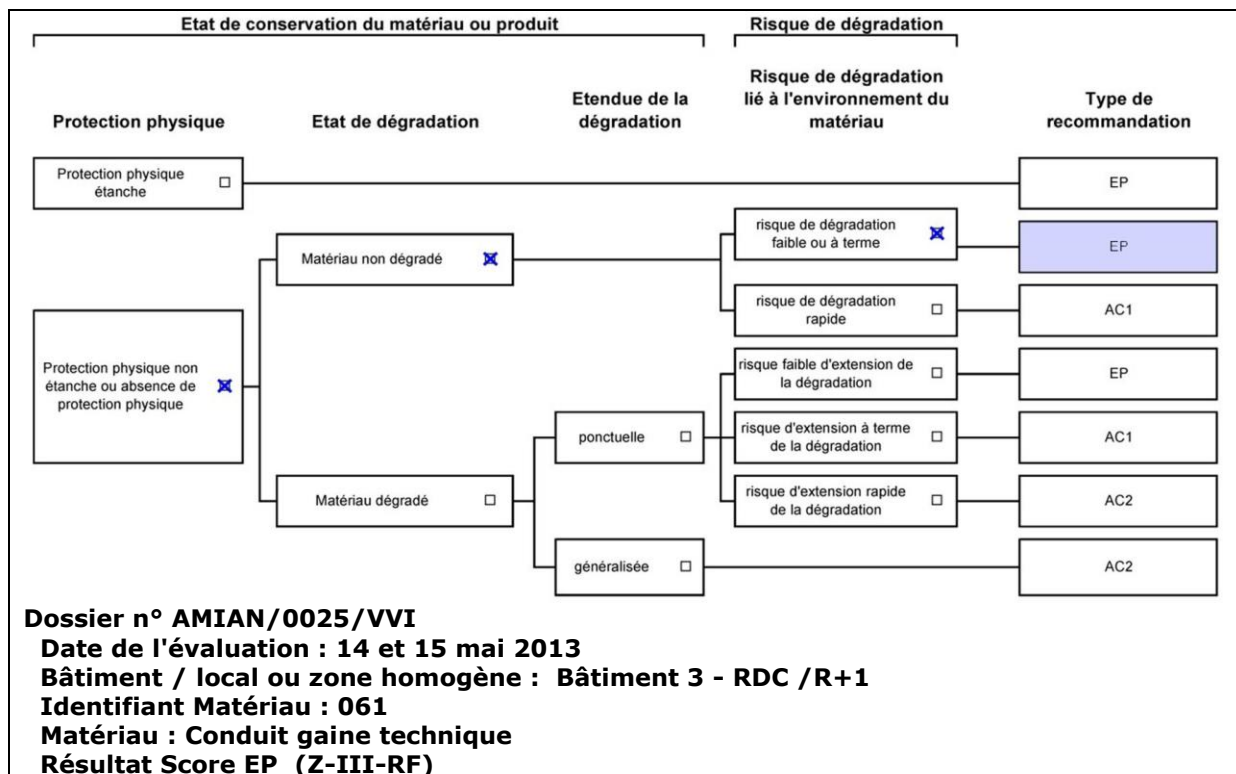 Etat de conservation du matériau ou produit
Risque de dégradation
Protection physique
Etat de dégradation
Etendue de la
dégradation
Risque de dégradation
lié à l'environnement du
matériau
Type de
recommandation
Protection physique
étanche
EP
risque de dégradation
faible ou à terme
EP
Matériau non dégradé
risque de dégradation
rapide
AC1
Protection physique non
étanche ou absence de
protection physique
risque faible d'extension de
la dégradation
EP
ponctuelle
risque d'extension à terme
de la dégradation
AC1
Matériau dégradé
risque d'extension rapide
de la dégradation
AC2
généralisée
AC2
Dossier n° AMIAN/0025/VVI
Date de l'évaluation : 14 et 15 mai 2013
Bâtiment / local ou zone homogène : Bâtiment 3 - RDC /R+1
Identifiant Matériau : 061
Matériau : Conduit gaine technique
Résultat Score EP (Z-III-RF)